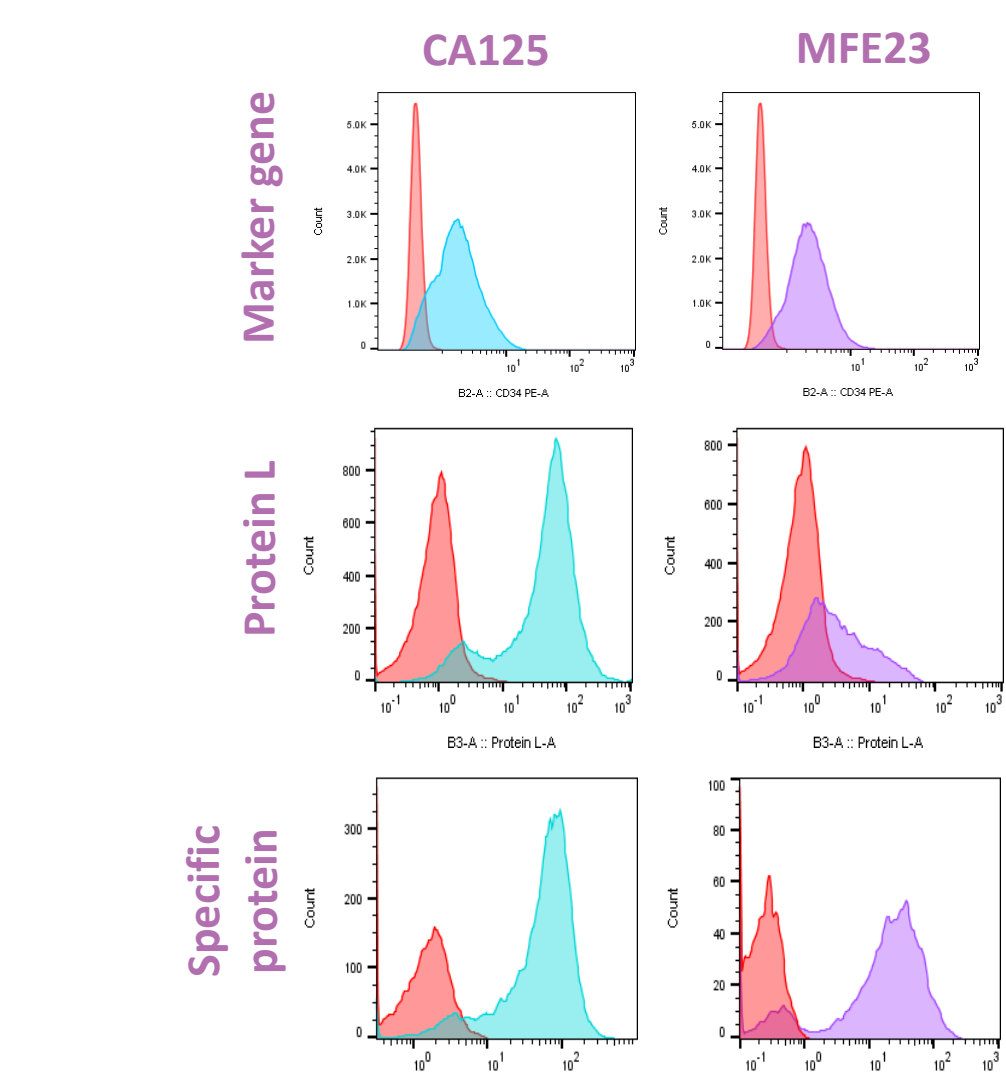 CA125 MFE23
Marker gene
Count
5.0K
4.0K
3.0K
2.0K
1.0K
0
10¹ 10² 10³
B2-A :: CD34 PE-A
Count
5.0K
4.0K
3.0K
2.0K
1.0K
0
10¹ 10² 10³
B2-A :: CD34 PE-A
Protein L
Count
800
600
400
200
0
10⁻¹ 10⁰ 10¹ 10² 10³
B3-A :: Protein L-A
Count
800
600
400
200
0
10⁻¹ 10⁰ 10¹ 10² 10³
B3-A :: Protein L-A
Specific
protein
Count
300
200
100
0
10⁰ 10¹ 10²
Count
100
80
60
40
20
0
10⁻¹ 10⁰ 10¹ 10² 10³